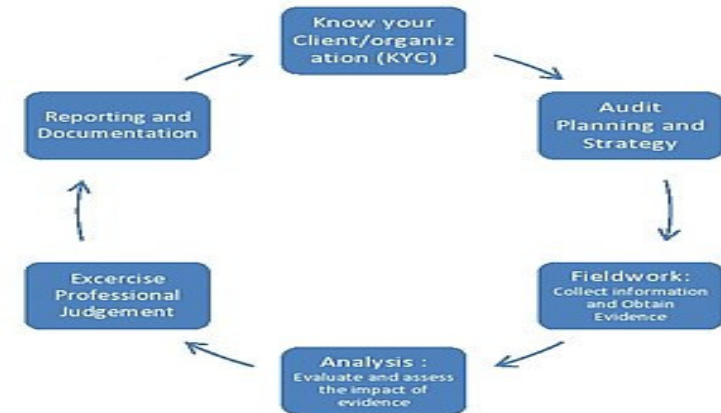 Know your
Client/organiz
ation (KYC)
Audit
Planning and
Strategy
Fieldwork:
Collect information
and Obtain
Evidence
Analysis :
Evaluate and assess
the impact of
evidence
Excercise
Professional
Judgement
Reporting and
Documentation